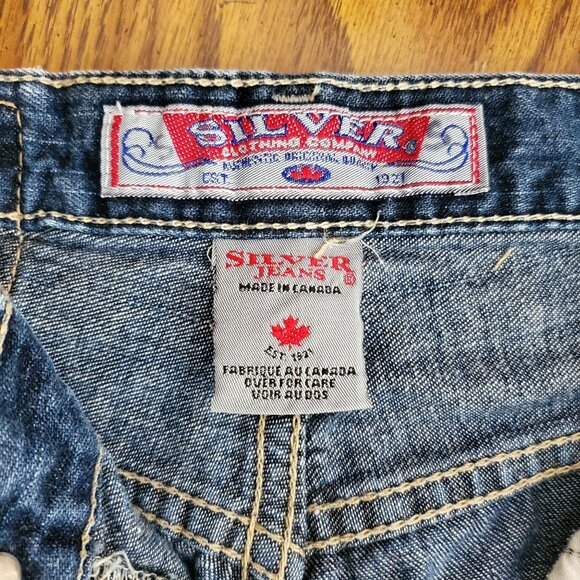 SILVER®
CLOTHING COMPANY
AUTHENTIC ORIGINAL QUALITY
EST. 1921
SILVER
JEANS ®
MADE IN CANADA
EST 1921
FABRIQUE AU CANADA
OVER FOR CARE
VOIR AU DOS